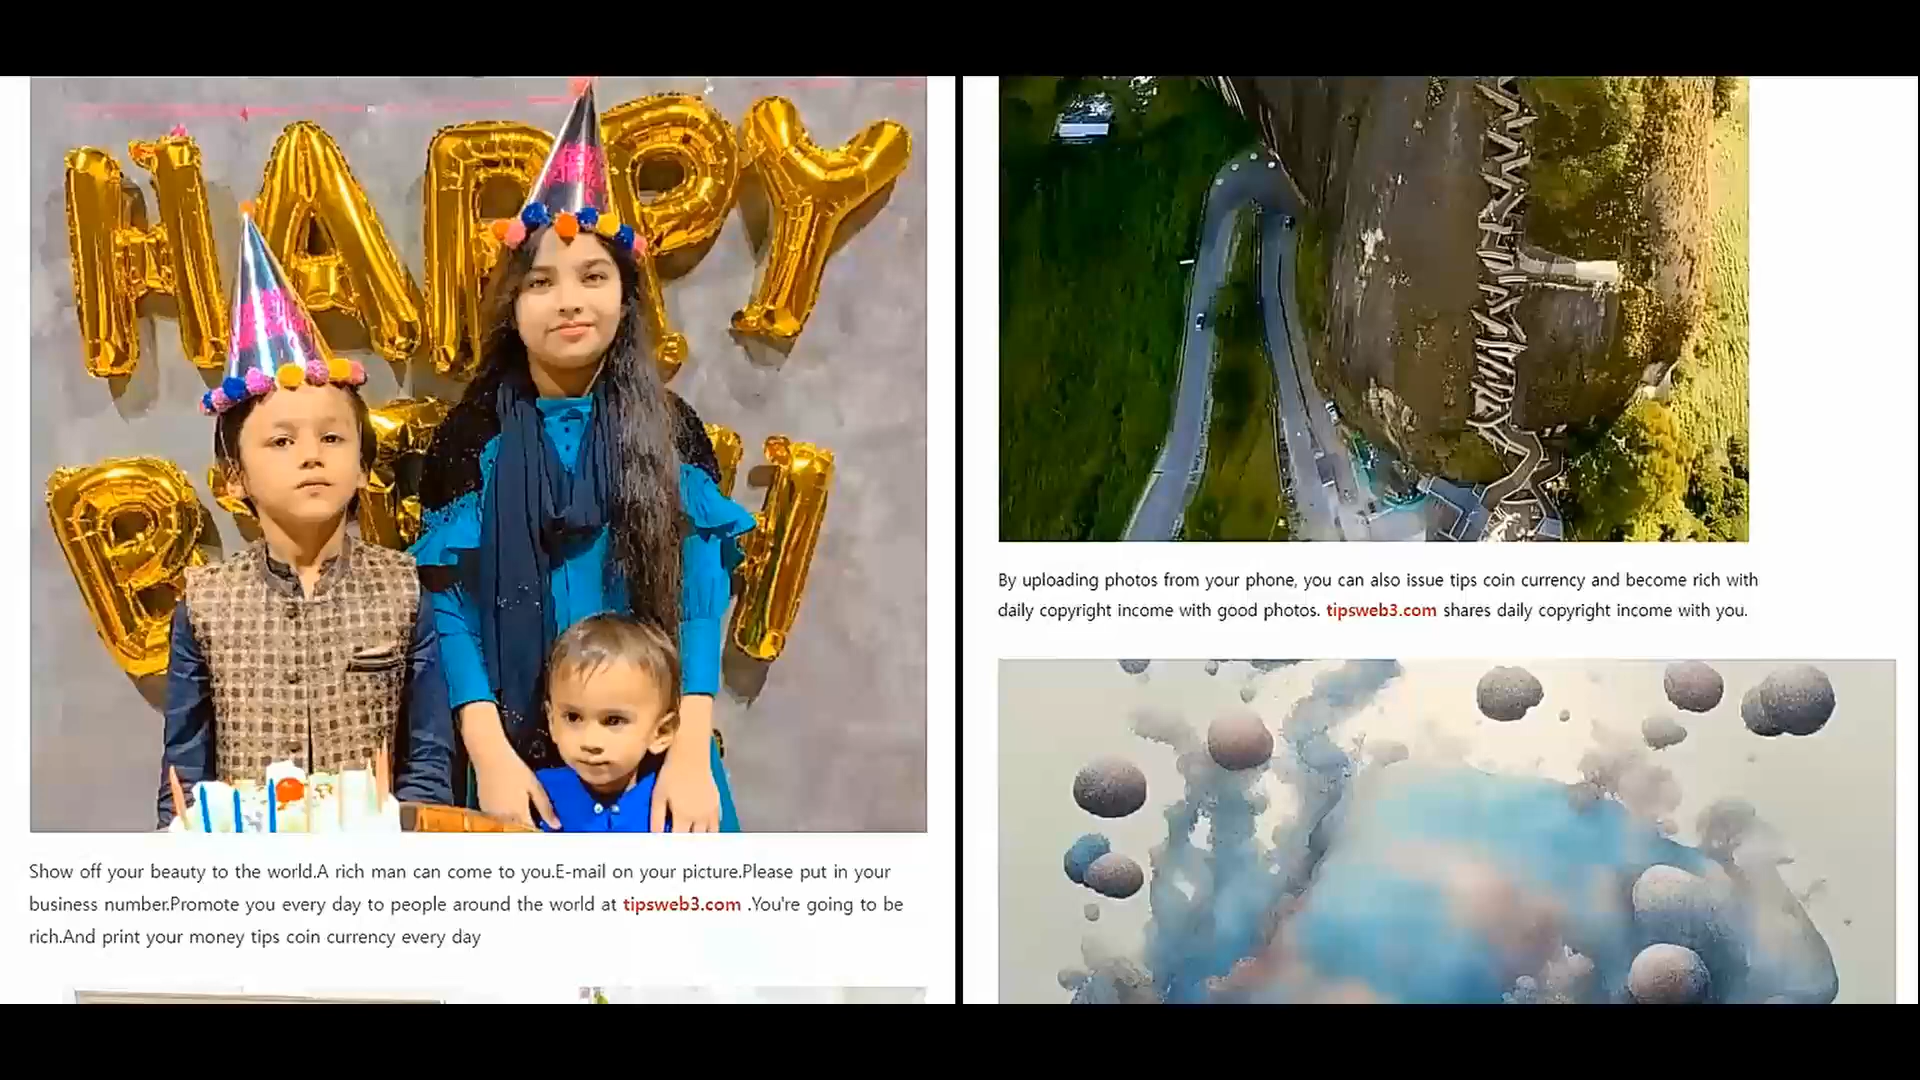 HAPPY
Show off your beauty to the world.A rich man can come to you.E-mail on your picture.Please put in your
business number.Promote you every day to people around the world at tipsweb3.com .You're going to be
rich.And print your money tips coin currency every day
By uploading photos from your phone, you can also issue tips coin currency and become rich with
daily copyright income with good photos. tipsweb3.com shares daily copyright income with you.